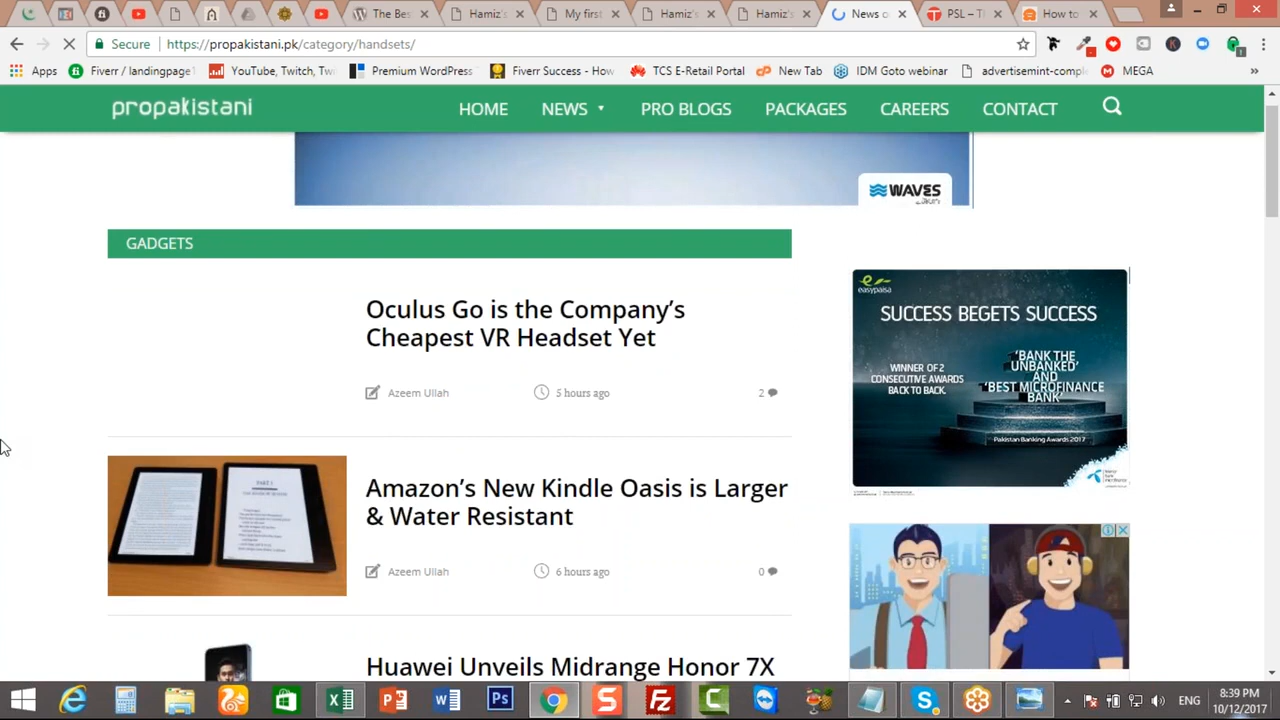 The Bes
Hamiz's
My first
Hamiz's
Hamiz's
News o
PSL – Th
How to
Secure https://propakistani.pk/category/handsets/
Apps
Fiverr / landingpage
YouTube, Twitch, Twi
Premium WordPress
Fiverr Success - How
TCS E-Retail Portal
New Tab
IDM Goto webinar
advertisemint-comple
MEGA
propakistani
HOME
NEWS
PRO BLOGS
PACKAGES
CAREERS
CONTACT
WAVES
GADGETS
Oculus Go is the Company's
Cheapest VR Headset Yet
Azeem Ullah
5 hours ago
2
easypaisa
SUCCESS BEGETS SUCCESS
WINNER OF 2
CONSECUTIVE AWARDS
BACK TO BACK.
'BANK THE
UNBANKED'
AND
'BEST MICROFINANCE
BANK'
Pakistan Banking Awards 2017
Amazon's New Kindle Oasis is Larger
& Water Resistant
Azeem Ullah
6 hours ago
0
Huawei Unveils Midrange Honor 7X
ENG
8:39 PM
10/12/2017